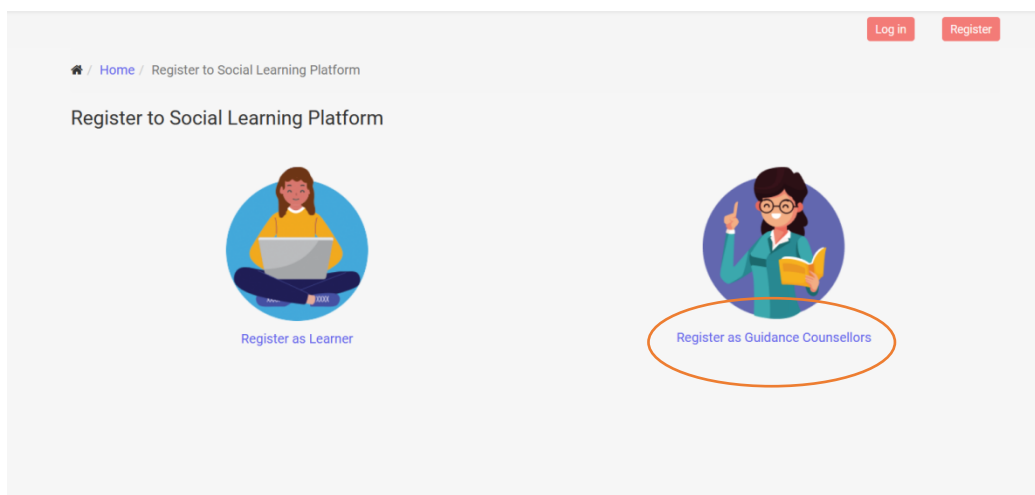 Log in Register
/ Home / Register to Social Learning Platform
Register to Social Learning Platform
XXXX
Register as Learner
Register as Guidance Counsellors